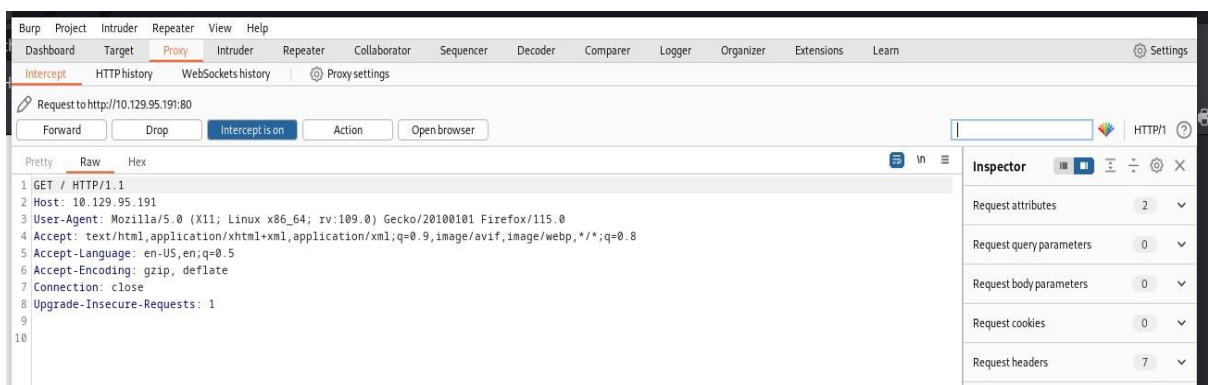 Burp Project Intruder Repeater View Help
Dashboard Target Proxy Intruder Repeater Collaborator Sequencer Decoder Comparer Logger Organizer Extensions Learn Settings
Intercept HTTP history WebSockets history Proxy settings
Request to http://10.129.95.191:80
Forward Drop Intercept is on Action Open browser HTTP/1 ?
Pretty Raw Hex \n Inspector
1 GET / HTTP/1.1
2 Host: 10.129.95.191
3 User-Agent: Mozilla/5.0 (X11; Linux x86_64; rv:109.0) Gecko/20100101 Firefox/115.0
4 Accept: text/html,application/xhtml+xml,application/xml;q=0.9,image/avif,image/webp,*/*;q=0.8
5 Accept-Language: en-US,en;q=0.5
6 Accept-Encoding: gzip, deflate
7 Connection: close
8 Upgrade-Insecure-Requests: 1
9
10
Request attributes 2
Request query parameters 0
Request body parameters 0
Request cookies 0
Request headers 7